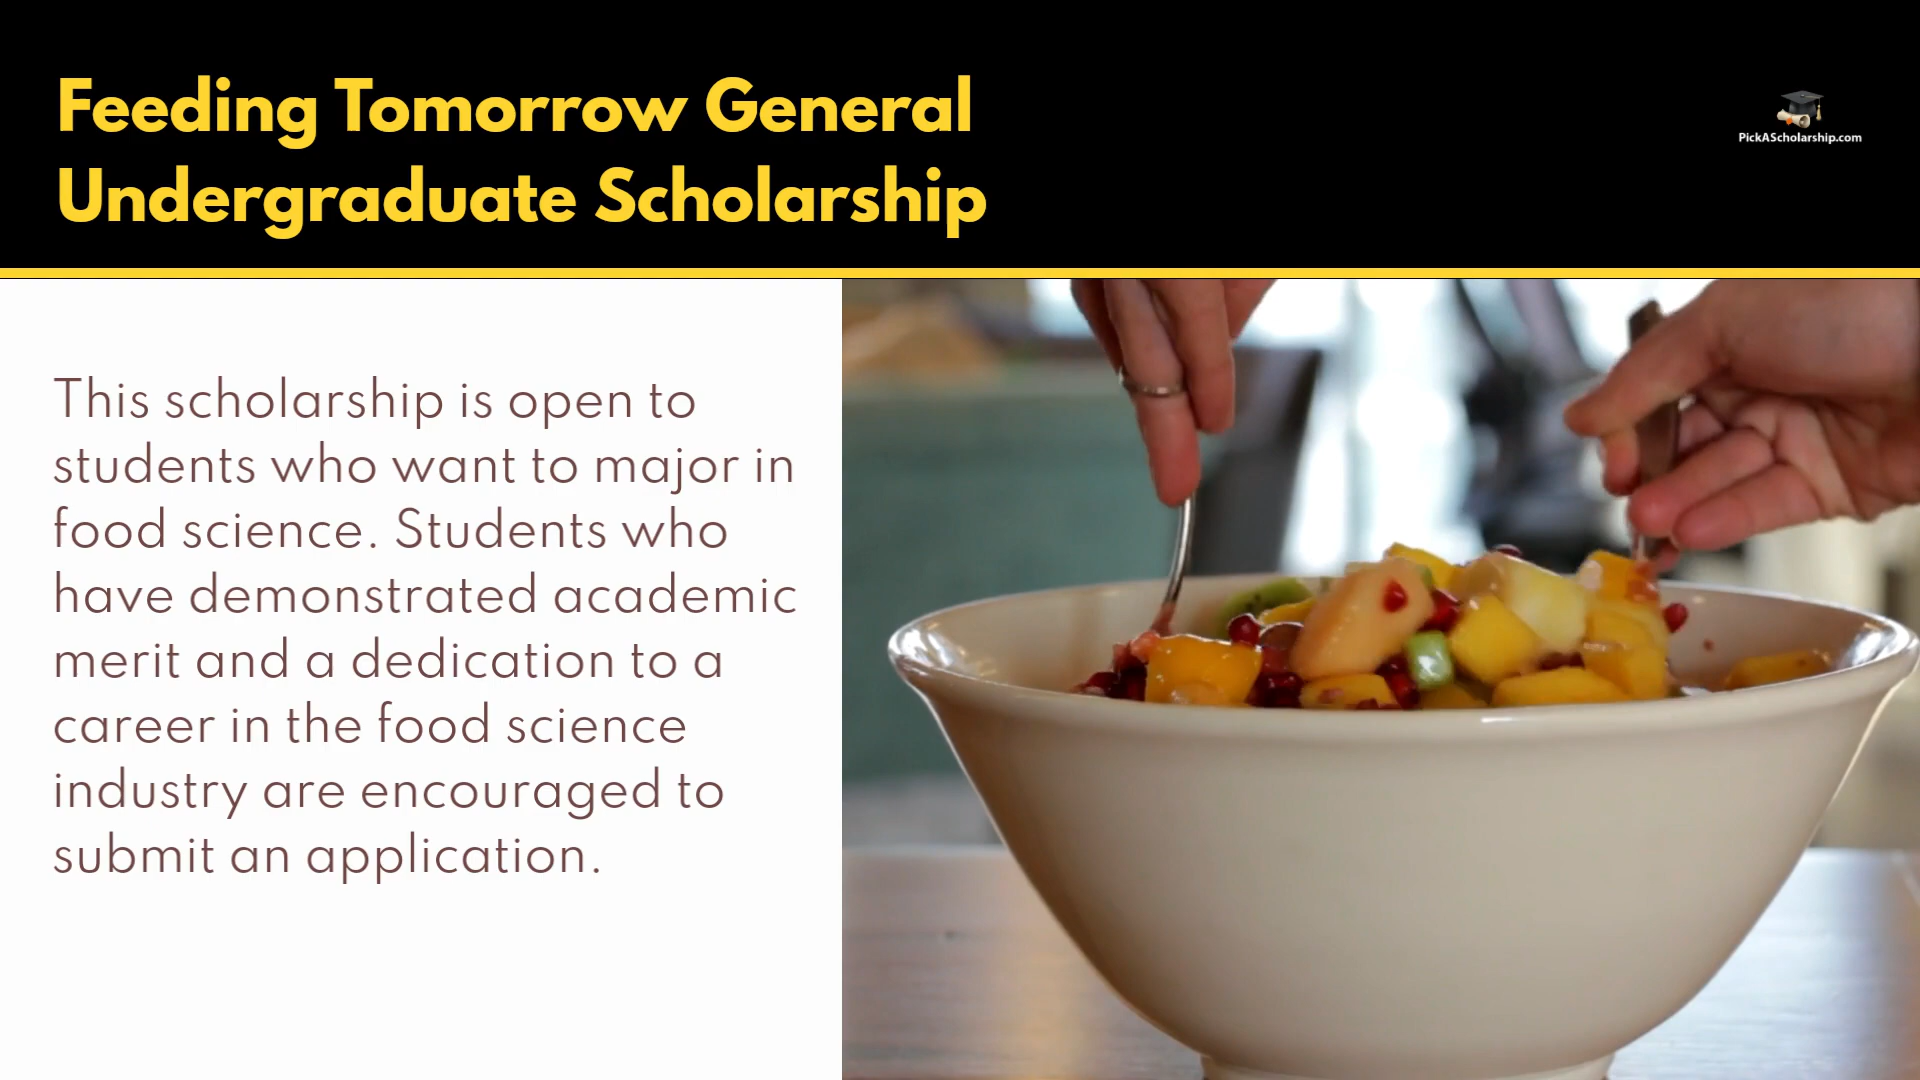 Feeding Tomorrow General
Undergraduate Scholarship
PickAScholarship.com
This scholarship is open to
students who want to major in
food science. Students who
have demonstrated academic
merit and a dedication to a
career in the food science
industry are encouraged to
submit an application.